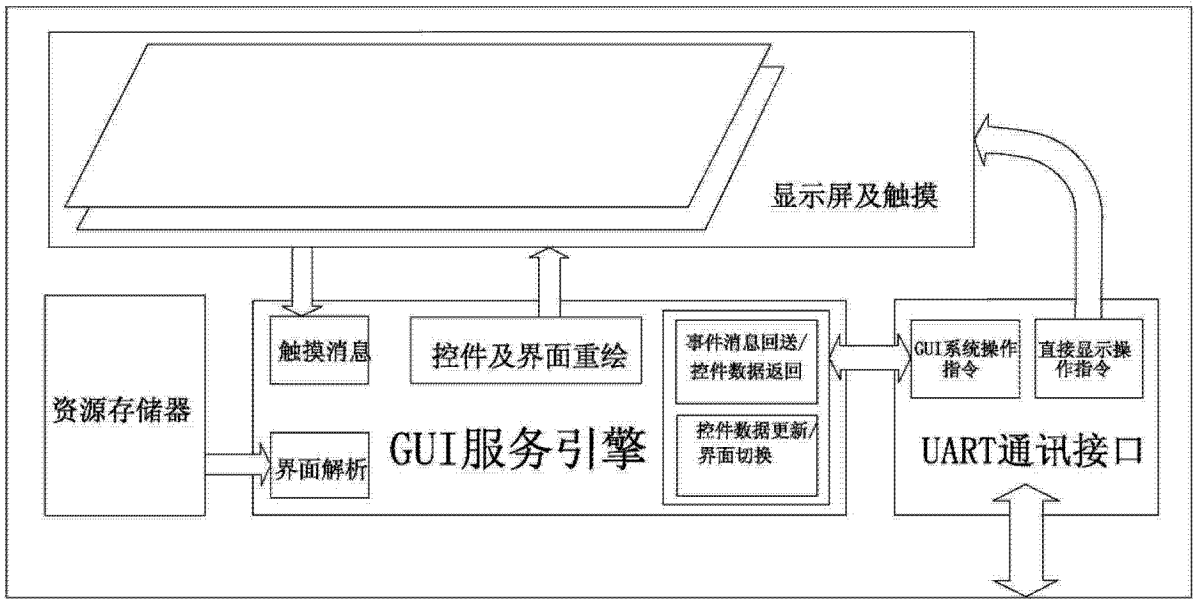 显示屏及触摸
资源存储器
触摸消息
控件及界面重绘
事件消息回送/
控件数据返回
控件数据更新/
界面切换
界面解析
GUI服务引擎
GUI系统操作
指令
直接显示操
作指令
UART通讯接口